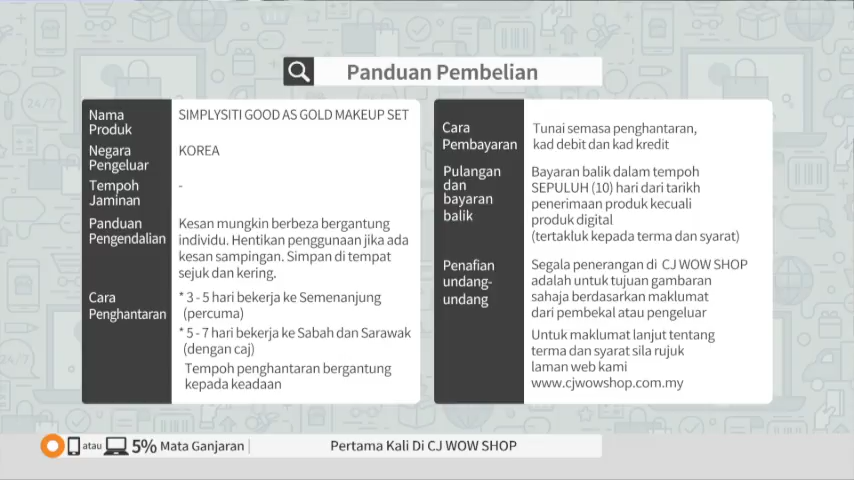 Panduan Pembelian
Nama
Produk
SIMPLYSITI GOOD AS GOLD MAKEUP SET
Negara
Pengeluar
KOREA
Tempoh
Jaminan
-
Panduan
Pengendalian
Kesan mungkin berbeza bergantung
individu. Hentikan penggunaan jika ada
kesan sampingan. Simpan di tempat
sejuk dan kering.
Cara
Penghantaran
* 3 - 5 hari bekerja ke Semenanjung
(percuma)
* 5 - 7 hari bekerja ke Sabah dan Sarawak
(dengan caj)
Tempoh penghantaran bergantung
kepada keadaan
Cara
Pembayaran
Tunai semasa penghantaran,
kad debit dan kad kredit
Pulangan
dan
bayaran
balik
Bayaran balik dalam tempoh
SEPULUH (10) hari dari tarikh
penerimaan produk kecuali
produk digital
(tertakluk kepada terma dan syarat)
Penafian
undang-
undang
Segala penerangan di CJ WOW SHOP
adalah untuk tujuan gambaran
sahaja berdasarkan maklumat
dari pembekal atau pengeluar
Untuk maklumat lanjut tentang
terma dan syarat sila rujuk
laman web kami
www.cjwowshop.com.my
atau 5% Mata Ganjaran
Pertama Kali Di CJ WOW SHOP